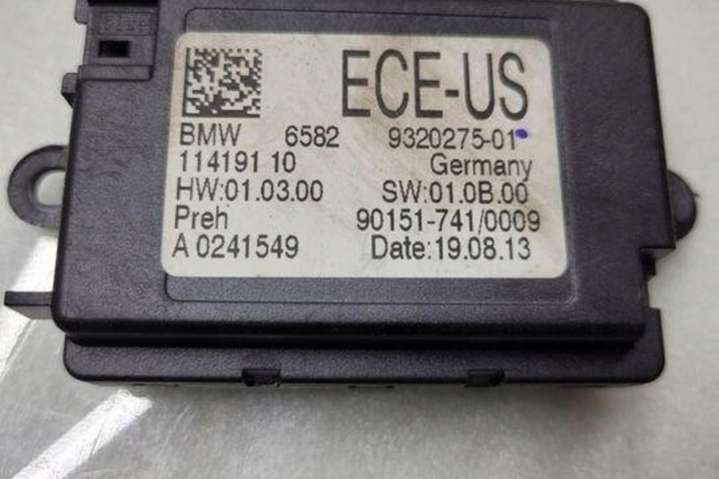 ECE-US
BMW 6582 9320275-01
114191 10 Germany
HW:01.03.00 SW:01.0B.00
Preh 90151-741/0009
A 0241549 Date:19.08.13